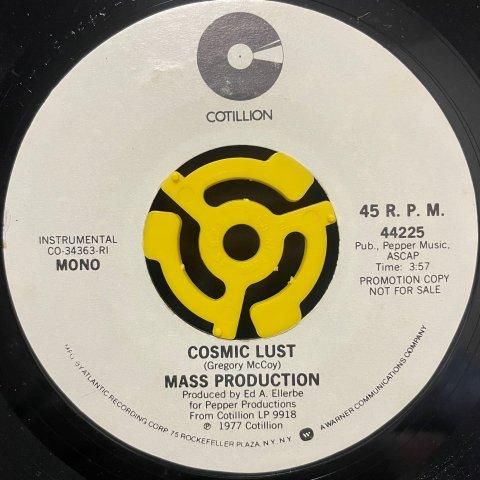 COTILLION
INSTRUMENTAL
CO-34363-RI
MONO
45 R. P. M.
44225
Pub., Pepper Music,
ASCAP
Time: 3:57
PROMOTION COPY
NOT FOR SALE
COSMIC LUST
(Gregory McCoy)
MASS PRODUCTION
Produced by Ed A. Ellerbe
for Pepper Productions
From Cotillion LP 9918
℗ 1977 Cotillion
MFG. BY ATLANTIC RECORDING CORP. 75 ROCKEFELLER PLAZA, N.Y. N.Y.
A WARNER COMMUNICATIONS COMPANY